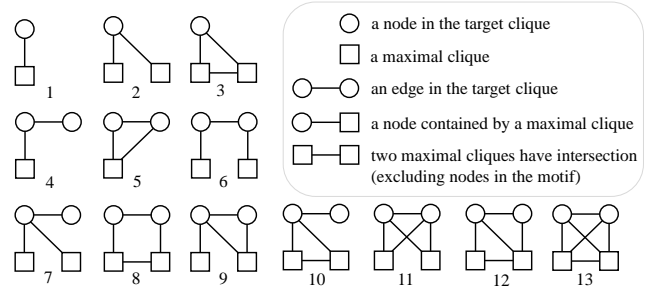 a node in the target clique
a maximal clique
an edge in the target clique
a node contained by a maximal clique
two maximal cliques have intersection
(excluding nodes in the motif)
1
2
3
4
5
6
7
8
9
10
11
12
13